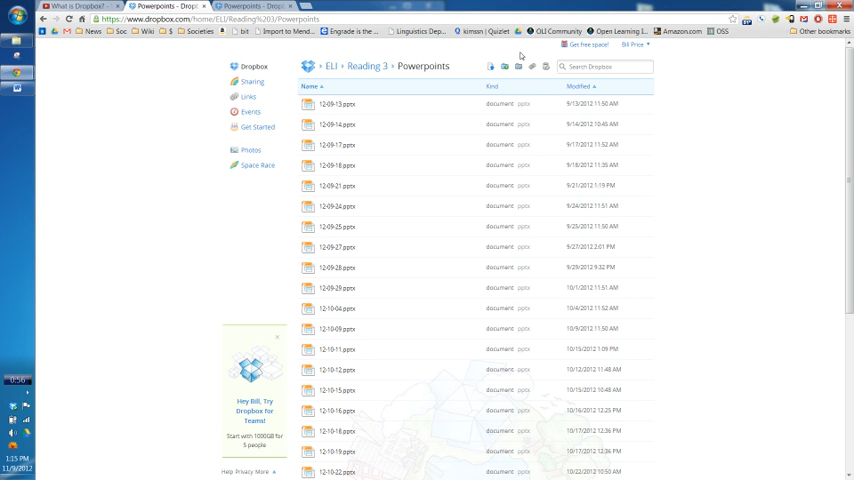 What is Dropbox? -
Powerpoints - Dropb
Powerpoints - Dropbox
https://www.dropbox.com/home/ELI/Reading%203/Powerpoints
News
Soc
Wiki
$
Societies
bit
Import to Mend...
Engrade is the ...
Linguistics Dep...
kimssn | Quizlet
OLI Community
Open Learning I...
Amazon.com
OSS
Other bookmarks
Get free space!
Bill Price
Dropbox
Sharing
Links
Events
Get Started
Photos
Space Race
ELI › Reading 3 › Powerpoints
Search Dropbox
Name
Kind
Modified
12-09-13.pptx document pptx 9/13/2012 11:50 AM
12-09-14.pptx document pptx 9/14/2012 10:45 AM
12-09-17.pptx document pptx 9/17/2012 11:52 AM
12-09-18.pptx document pptx 9/18/2012 11:35 AM
12-09-21.pptx document pptx 9/21/2012 1:19 PM
12-09-24.pptx document pptx 9/24/2012 11:51 AM
12-09-25.pptx document pptx 9/25/2012 11:50 AM
12-09-27.pptx document pptx 9/27/2012 2:01 PM
12-09-28.pptx document pptx 9/29/2012 9:32 PM
12-09-29.pptx document pptx 10/1/2012 11:51 AM
12-10-04.pptx document pptx 10/4/2012 11:52 AM
12-10-09.pptx document pptx 10/9/2012 11:50 AM
12-10-11.pptx document pptx 10/15/2012 1:09 PM
12-10-12.pptx document pptx 10/12/2012 11:48 AM
12-10-15.pptx document pptx 10/15/2012 10:48 AM
12-10-16.pptx document pptx 10/16/2012 12:25 PM
12-10-18.pptx document pptx 10/17/2012 12:36 PM
12-10-19.pptx document pptx 10/17/2012 12:36 PM
12-10-22.pptx document pptx 10/22/2012 10:50 AM
Hey Bill, Try
Dropbox for
Teams!
Start with 1000GB for
5 people
Help Privacy More
0:56
1:15 PM
11/9/2012